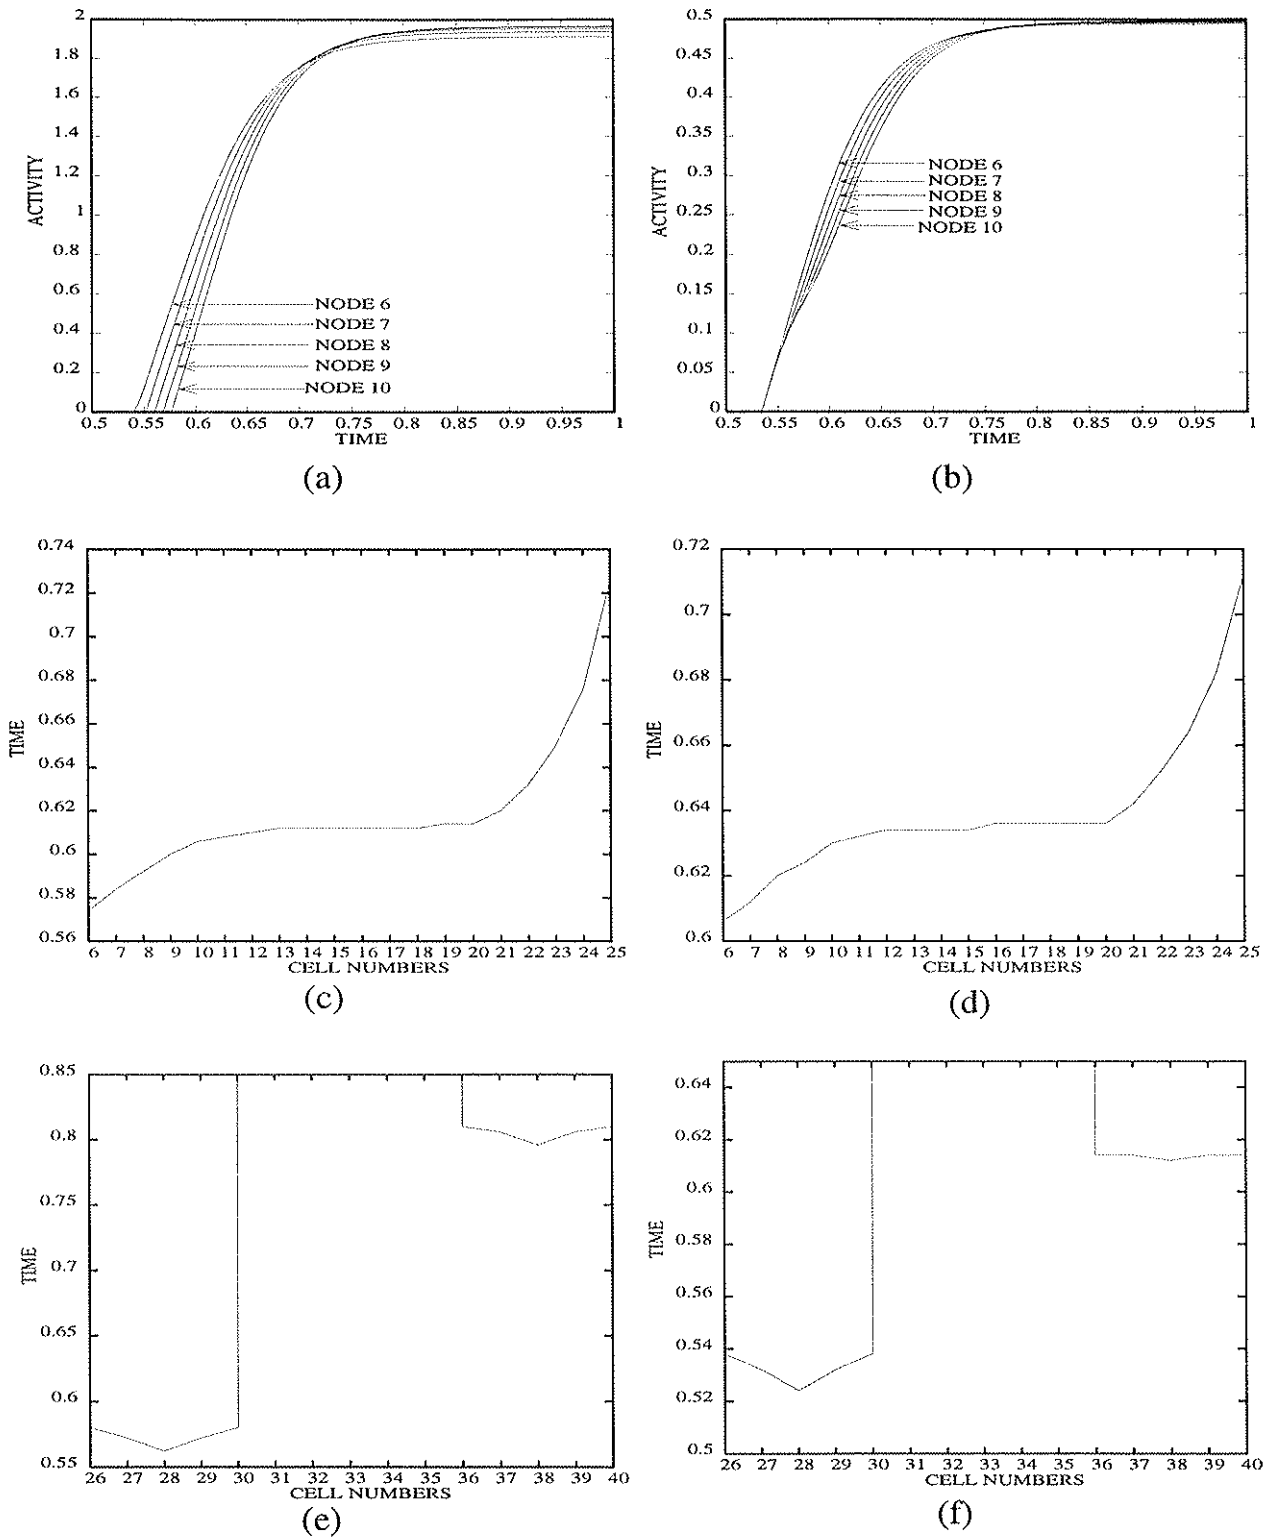 2
1.8
1.6
1.4
1.2
1
0.8
0.6
0.4
0.2
0
ACTIVITY
NODE 6
NODE 7
NODE 8
NODE 9
NODE 10
0.5 0.55 0.6 0.65 0.7 0.75 0.8 0.85 0.9 0.95 1
TIME
(a)
0.5
0.45
0.4
0.35
0.3
0.25
0.2
0.15
0.1
0.05
0
ACTIVITY
NODE 6
NODE 7
NODE 8
NODE 9
NODE 10
0.5 0.55 0.6 0.65 0.7 0.75 0.8 0.85 0.9 0.95 1
TIME
(b)
0.74
0.72
0.7
0.68
0.66
0.64
0.62
0.6
0.58
0.56
TIME
6 7 8 9 10 11 12 13 14 15 16 17 18 19 20 21 22 23 24 25
CELL NUMBERS
(c)
0.72
0.7
0.68
0.66
0.64
0.62
0.6
TIME
6 7 8 9 10 11 12 13 14 15 16 17 18 19 20 21 22 23 24 25
CELL NUMBERS
(d)
0.85
0.8
0.75
0.7
0.65
0.6
0.55
TIME
26 27 28 29 30 31 32 33 34 35 36 37 38 39 40
CELL NUMBERS
(e)
0.64
0.62
0.6
0.58
0.56
0.54
0.52
0.5
TIME
26 27 28 29 30 31 32 33 34 35 36 37 38 39 40
CELL NUMBERS
(f)